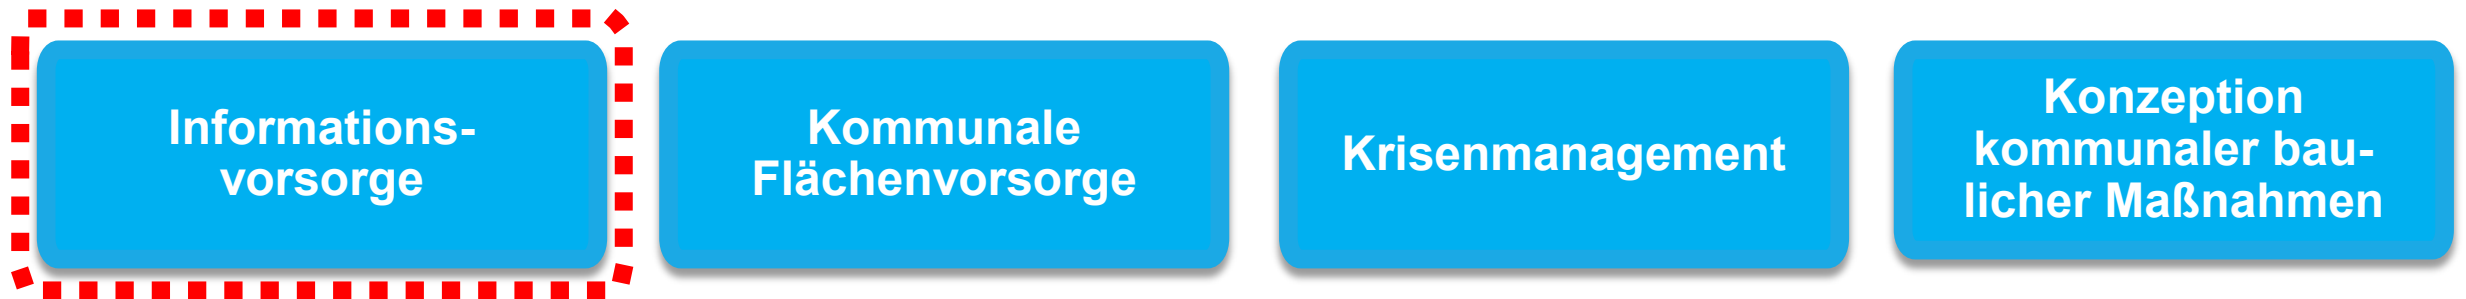 Informations-
vorsorge
Kommunale
Flächenvorsorge
Krisenmanagement
Konzeption
kommunaler bau-
licher Maßnahmen